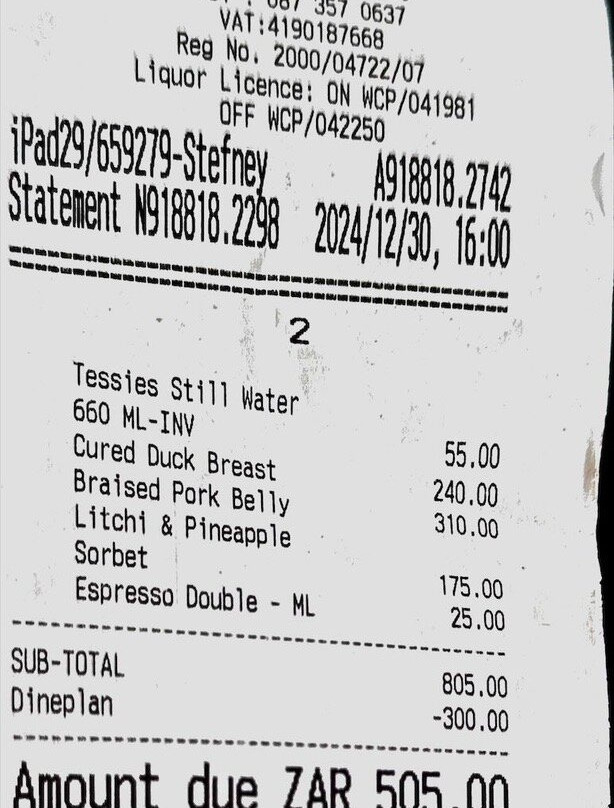 087 357 0637
VAT:4190187668
Reg No. 2000/04722/07
Liquor Licence: ON WCP/041981
OFF WCP/042250
iPad29/659279-Stefney A918818.2742
Statement N918818.2298 2024/12/30, 16:00
2
Tessies Still Water
660 ML-INV 55.00
Cured Duck Breast 240.00
Braised Pork Belly 310.00
Litchi & Pineapple
Sorbet 175.00
Espresso Double - ML 25.00
SUB-TOTAL 805.00
Dineplan -300.00
Amount due ZAR 505.00